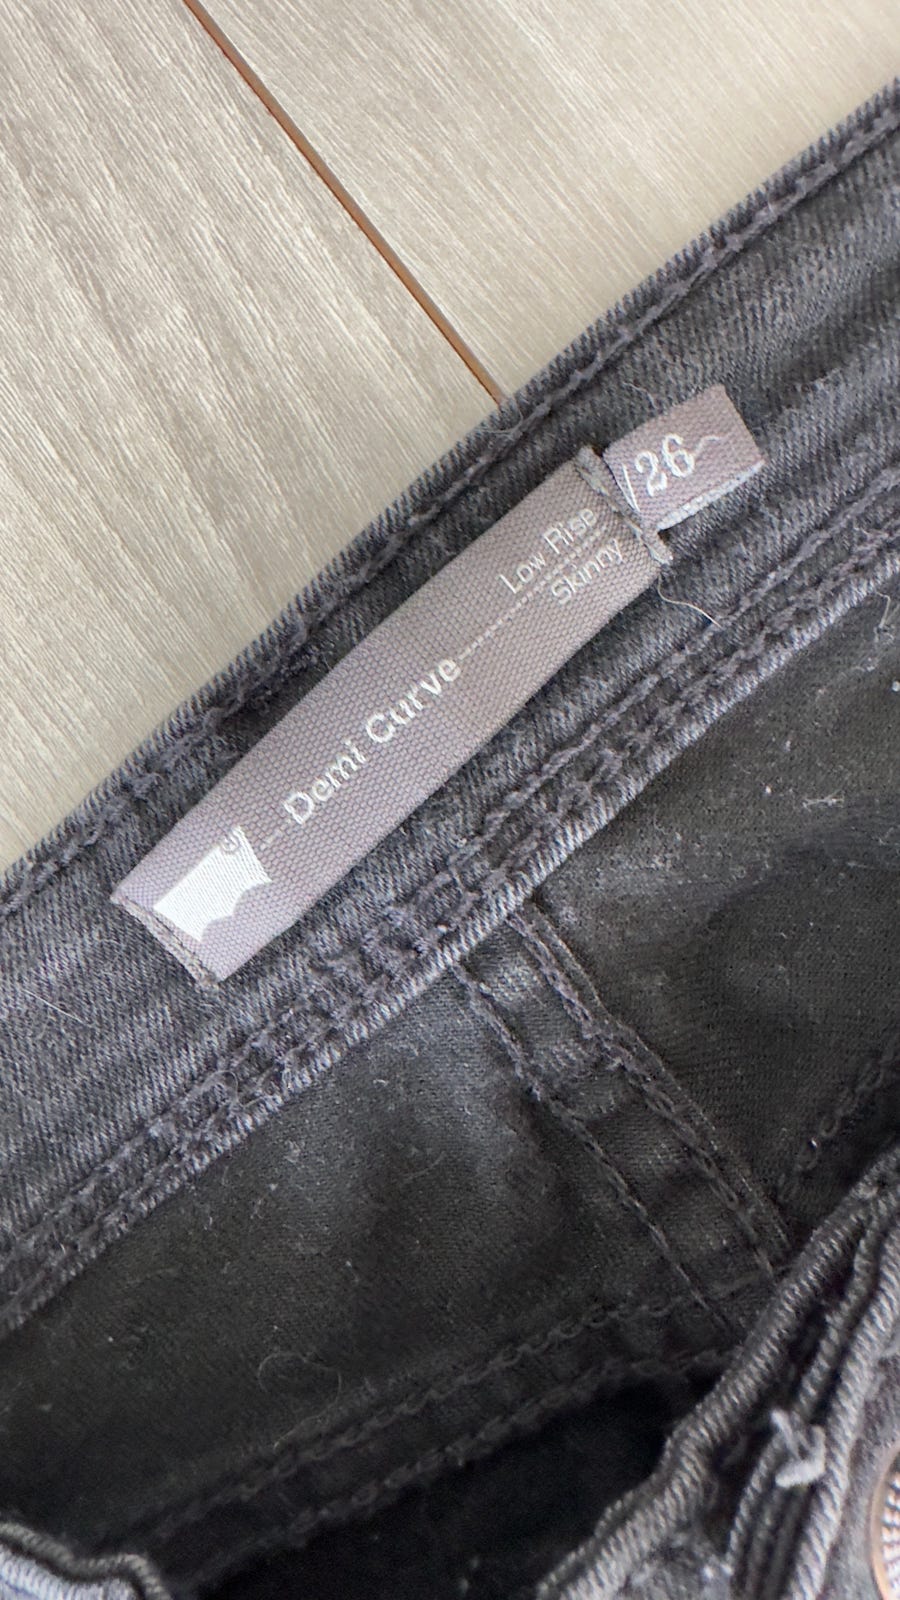 Demi Curve
Low Rise
Skinny
/26